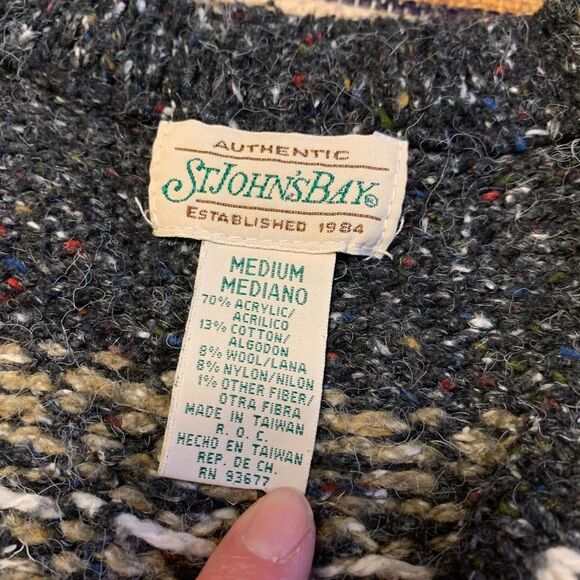 AUTHENTIC
ST.JOHN'S BAY®
ESTABLISHED 1984
MEDIUM
MEDIANO
70% ACRYLIC/
ACRILICO
13% COTTON/
ALGODON
8% WOOL/LANA
8% NYLON/NILON
1% OTHER FIBER/
OTRA FIBRA
MADE IN TAIWAN
R. O. C.
HECHO EN TAIWAN
REP. DE CH.
RN 93677